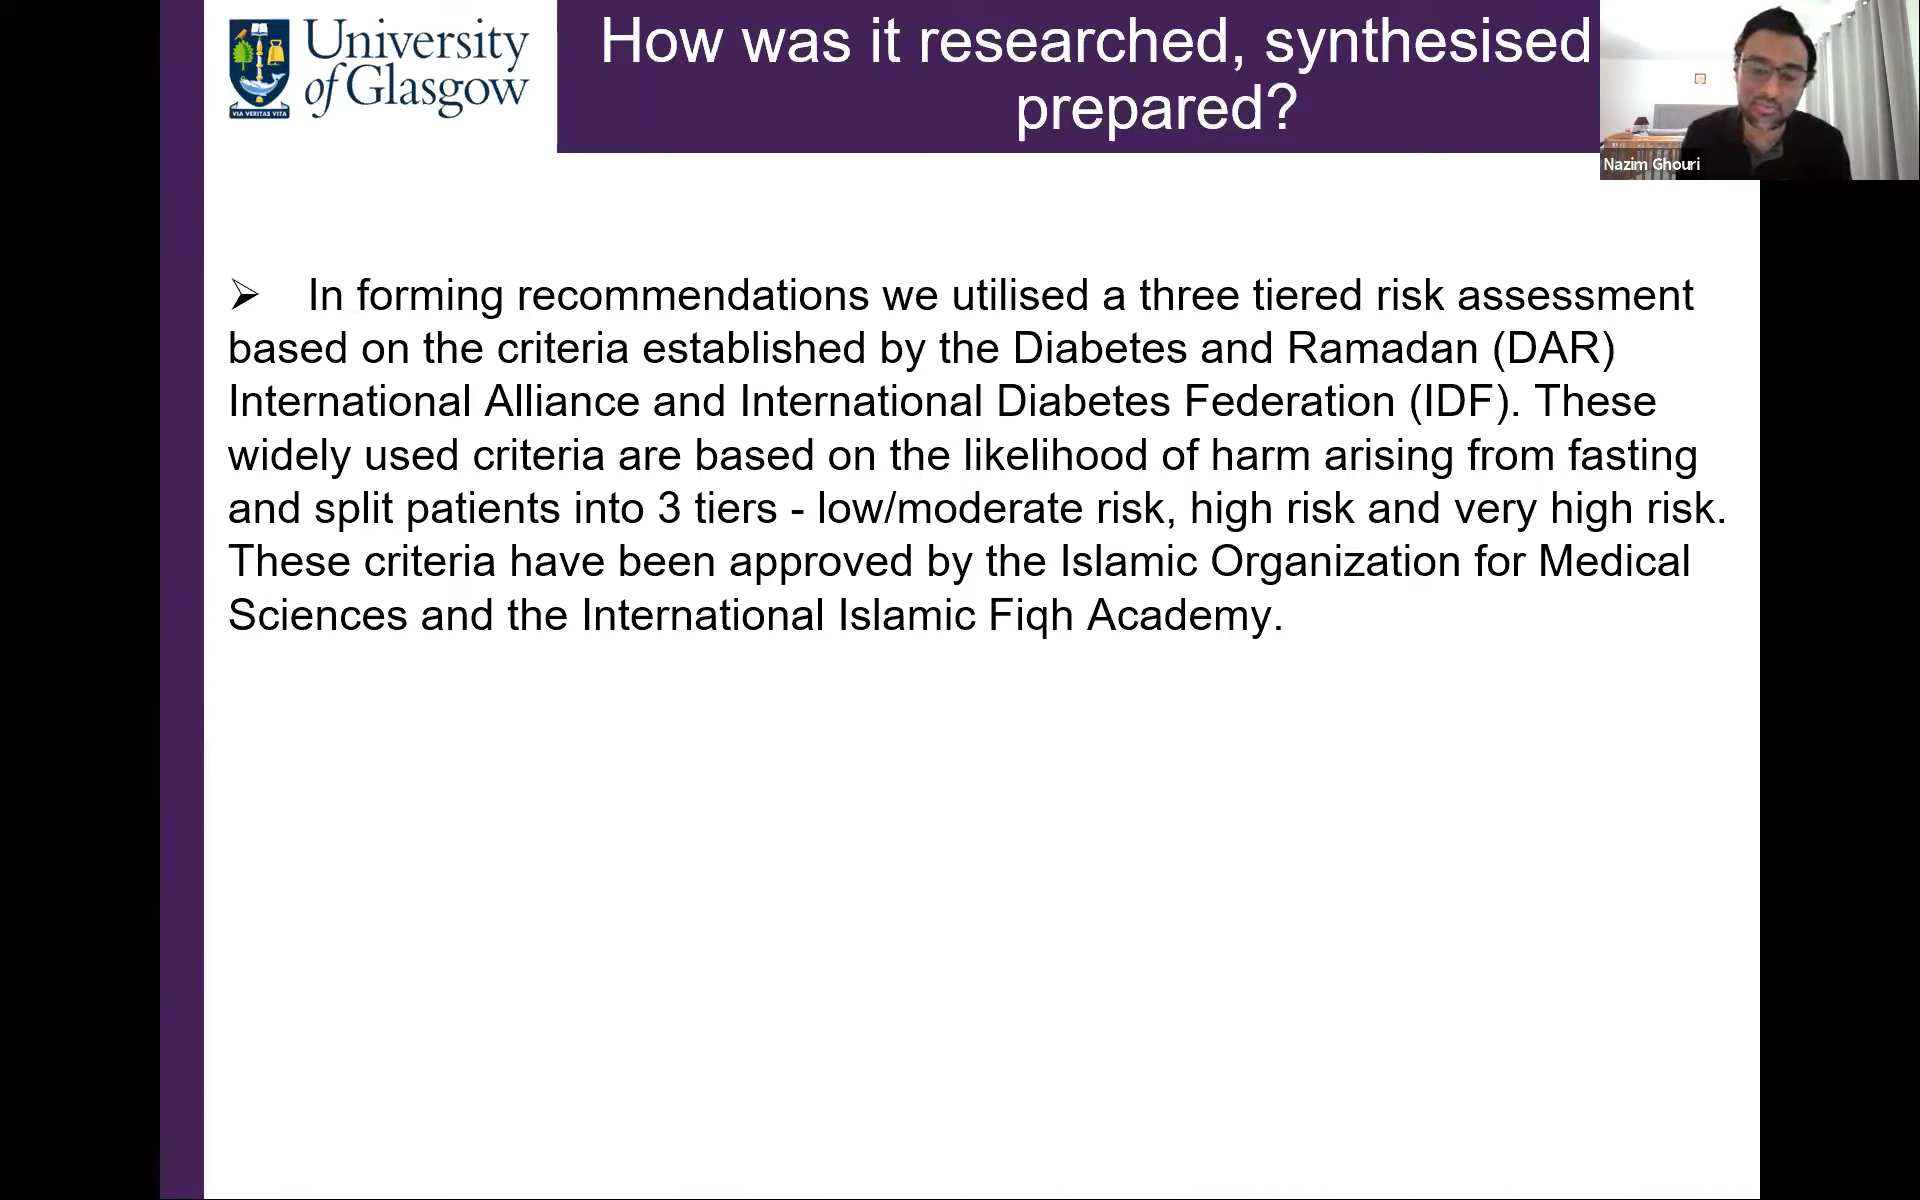 University
of Glasgow
VIA VERITAS VITA
How was it researched, synthesised
prepared?
Nazim Ghouri
➢ In forming recommendations we utilised a three tiered risk assessment
based on the criteria established by the Diabetes and Ramadan (DAR)
International Alliance and International Diabetes Federation (IDF). These
widely used criteria are based on the likelihood of harm arising from fasting
and split patients into 3 tiers - low/moderate risk, high risk and very high risk.
These criteria have been approved by the Islamic Organization for Medical
Sciences and the International Islamic Fiqh Academy.